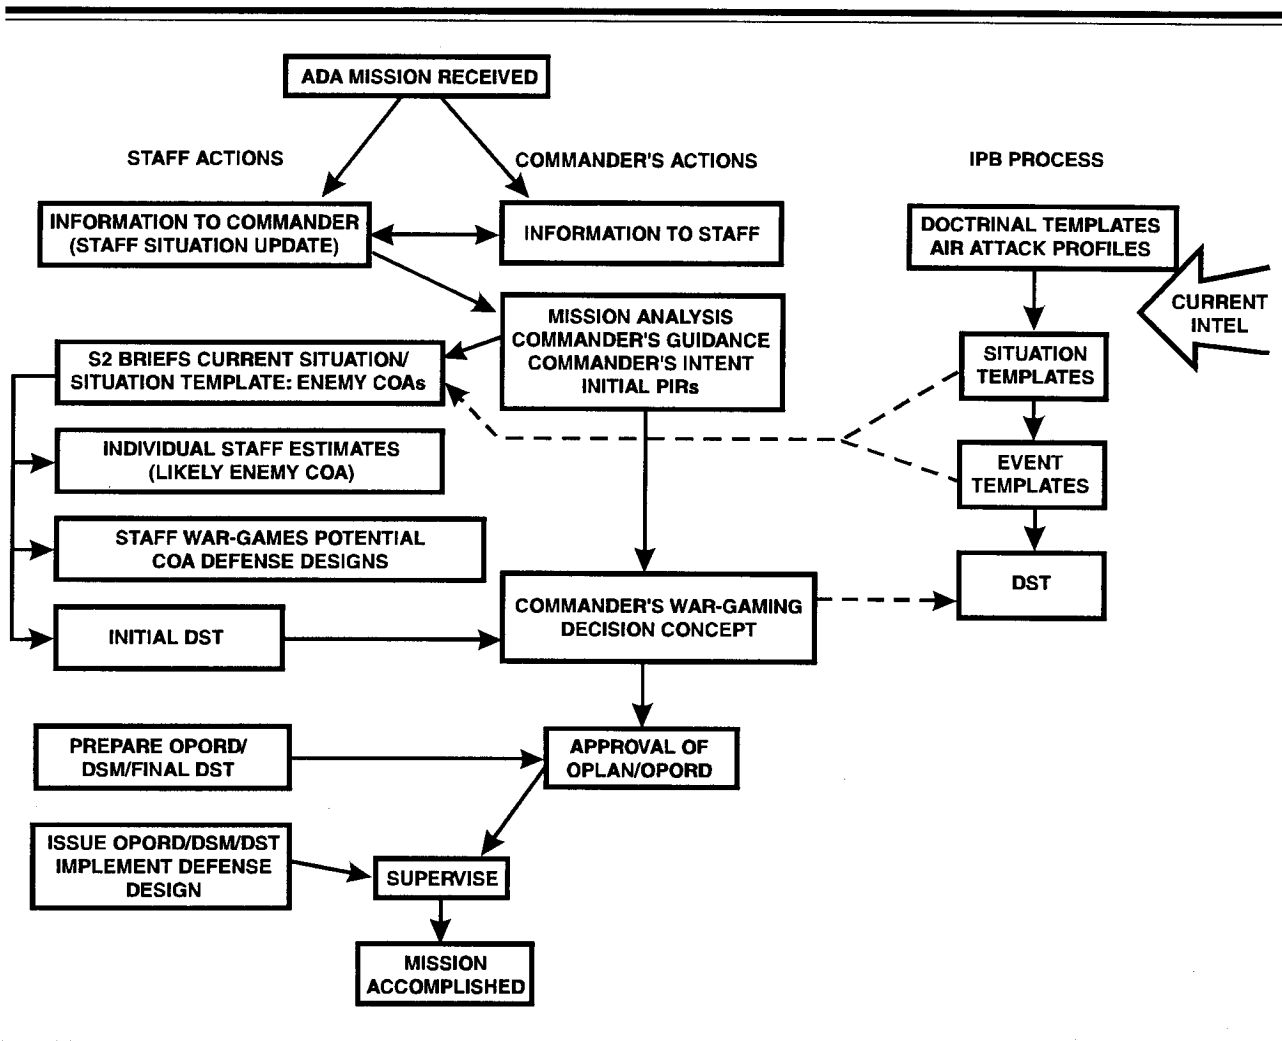 ADA MISSION RECEIVED
STAFF ACTIONS
COMMANDER'S ACTIONS
IPB PROCESS
INFORMATION TO COMMANDER
(STAFF SITUATION UPDATE)
INFORMATION TO STAFF
DOCTRINAL TEMPLATES
AIR ATTACK PROFILES
CURRENT
INTEL
MISSION ANALYSIS
COMMANDER'S GUIDANCE
COMMANDER'S INTENT
INITIAL PIRs
S2 BRIEFS CURRENT SITUATION/
SITUATION TEMPLATE: ENEMY COAs
SITUATION
TEMPLATES
INDIVIDUAL STAFF ESTIMATES
(LIKELY ENEMY COA)
EVENT
TEMPLATES
STAFF WAR-GAMES POTENTIAL
COA DEFENSE DESIGNS
DST
COMMANDER'S WAR-GAMING
DECISION CONCEPT
INITIAL DST
PREPARE OPORD/
DSM/FINAL DST
APPROVAL OF
OPLAN/OPORD
ISSUE OPORD/DSM/DST
IMPLEMENT DEFENSE
DESIGN
SUPERVISE
MISSION
ACCOMPLISHED